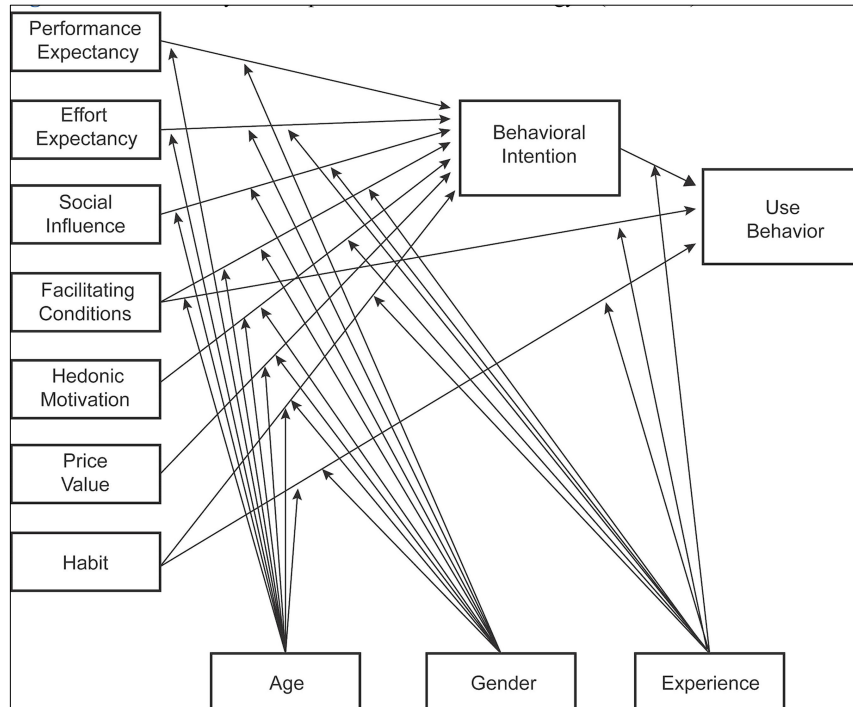 Performance
Expectancy
Effort
Expectancy
Behavioral
Intention
Social
Influence
Use
Behavior
Facilitating
Conditions
Hedonic
Motivation
Price
Value
Habit
Age
Gender
Experience